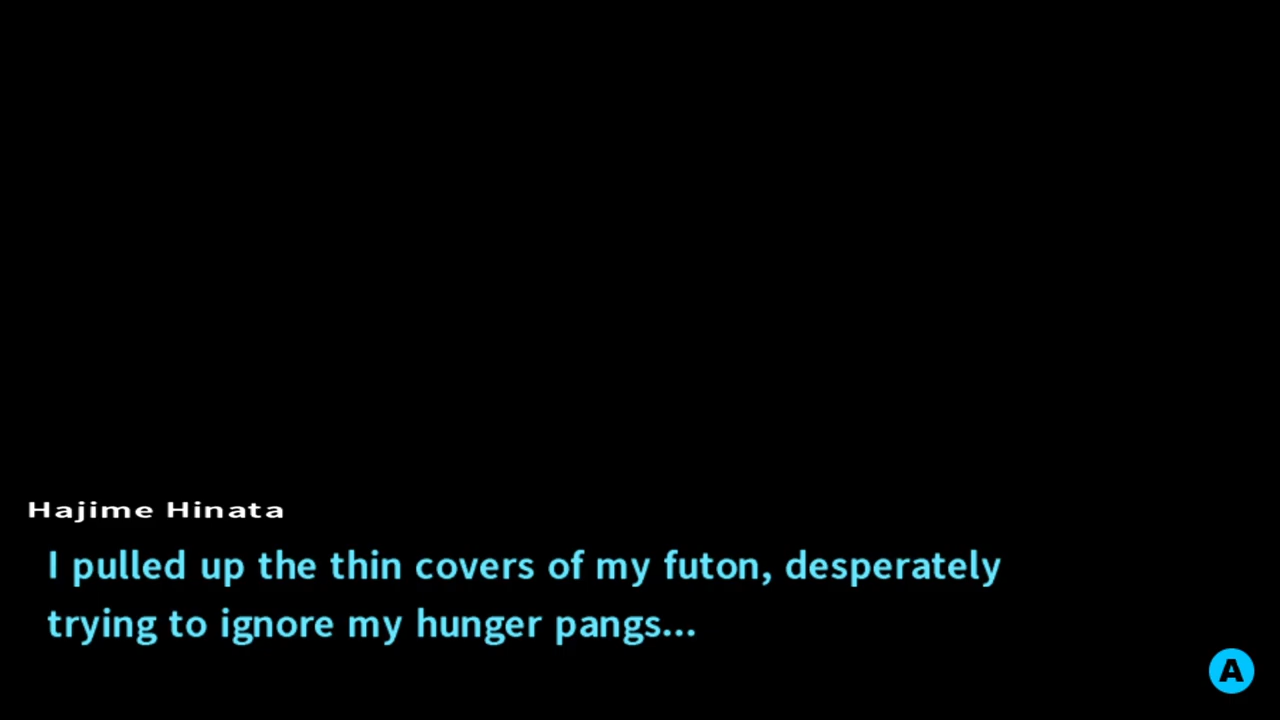 Hajime Hinata
I pulled up the thin covers of my futon, desperately
trying to ignore my hunger pangs...
A